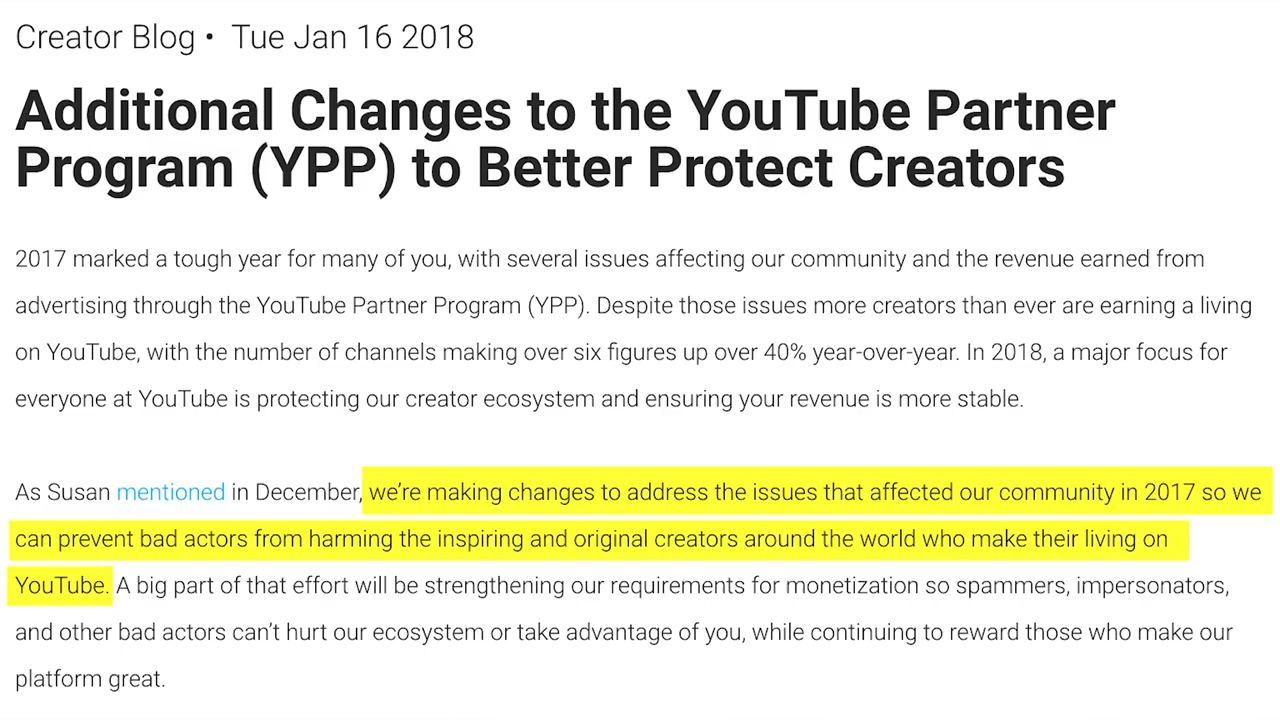 Creator Blog • Tue Jan 16 2018
Additional Changes to the YouTube Partner
Program (YPP) to Better Protect Creators
2017 marked a tough year for many of you, with several issues affecting our community and the revenue earned from
advertising through the YouTube Partner Program (YPP). Despite those issues more creators than ever are earning a living
on YouTube, with the number of channels making over six figures up over 40% year-over-year. In 2018, a major focus for
everyone at YouTube is protecting our creator ecosystem and ensuring your revenue is more stable.
As Susan mentioned in December, we’re making changes to address the issues that affected our community in 2017 so we
can prevent bad actors from harming the inspiring and original creators around the world who make their living on
YouTube. A big part of that effort will be strengthening our requirements for monetization so spammers, impersonators,
and other bad actors can’t hurt our ecosystem or take advantage of you, while continuing to reward those who make our
platform great.